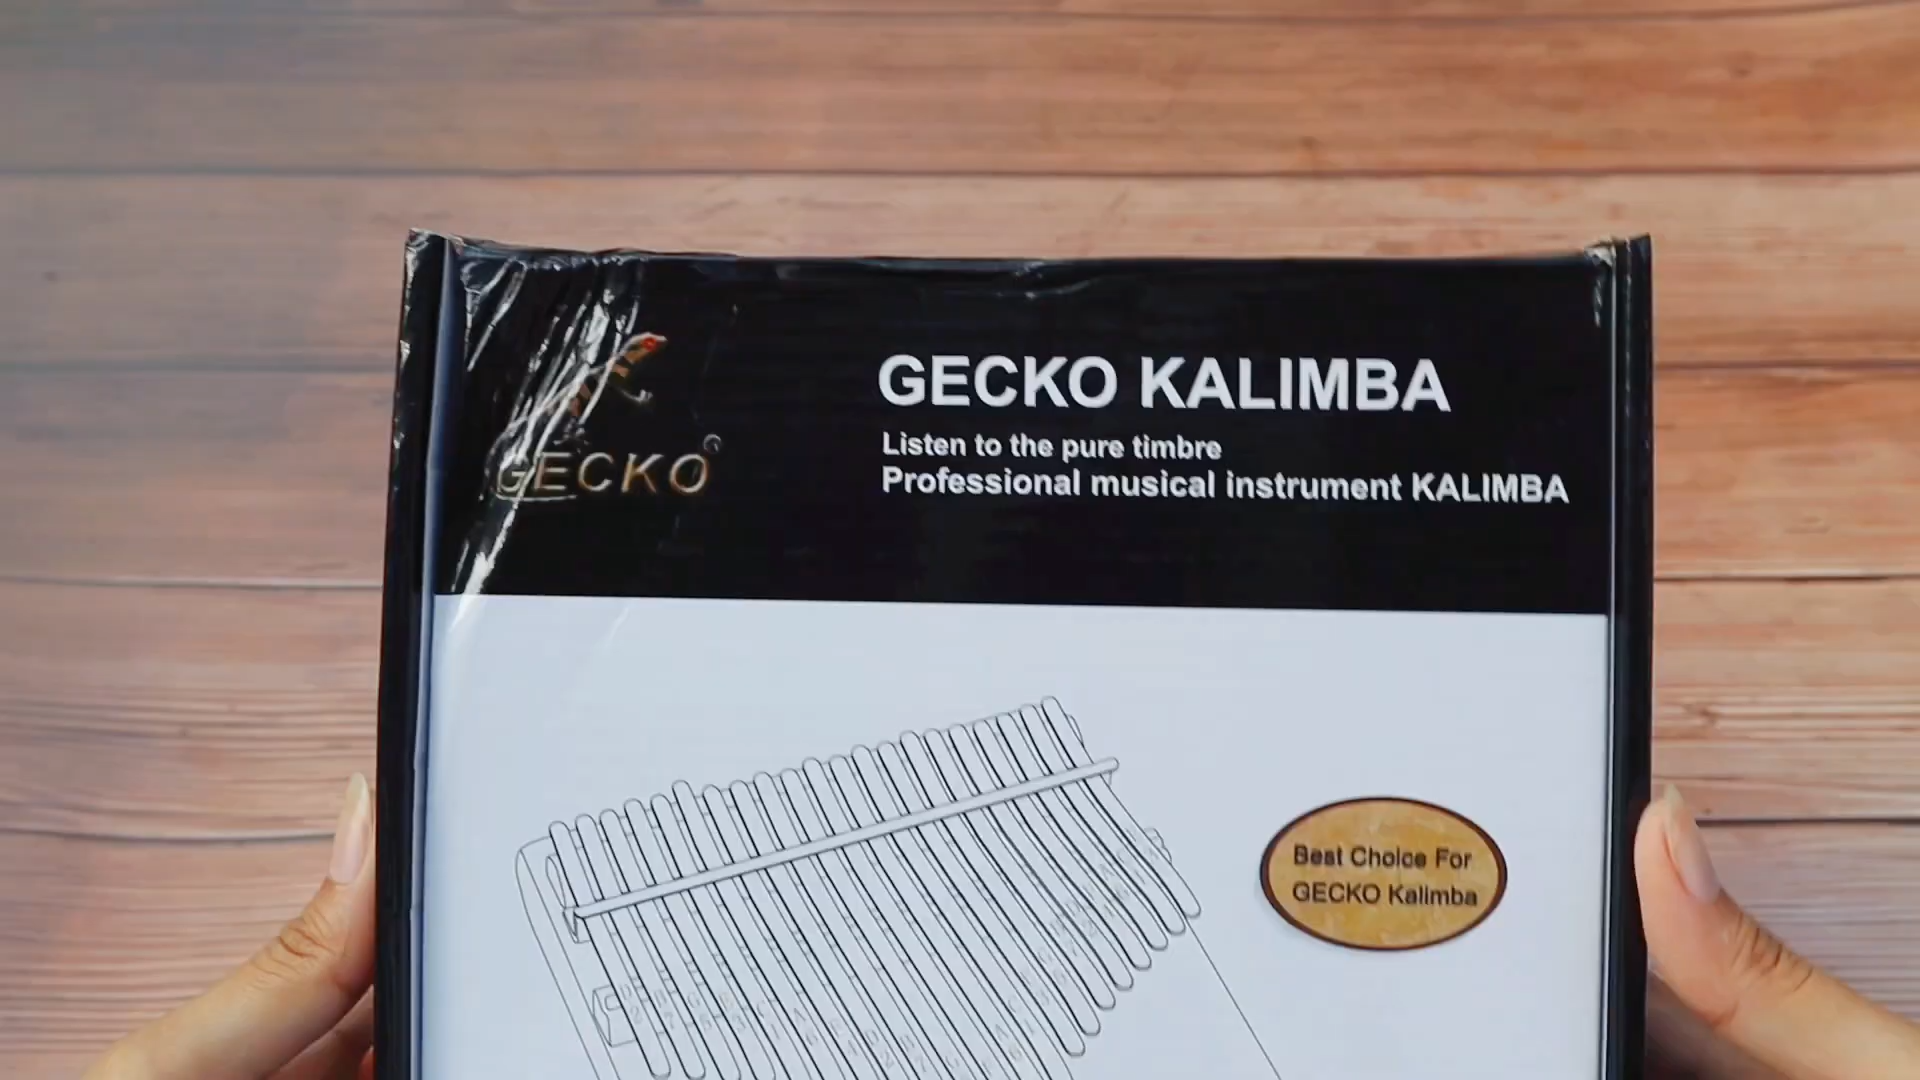 GECKO KALIMBA
Listen to the pure timbre
Professional musical instrument KALIMBA
GECKO®
Best Choice For
GECKO Kalimba